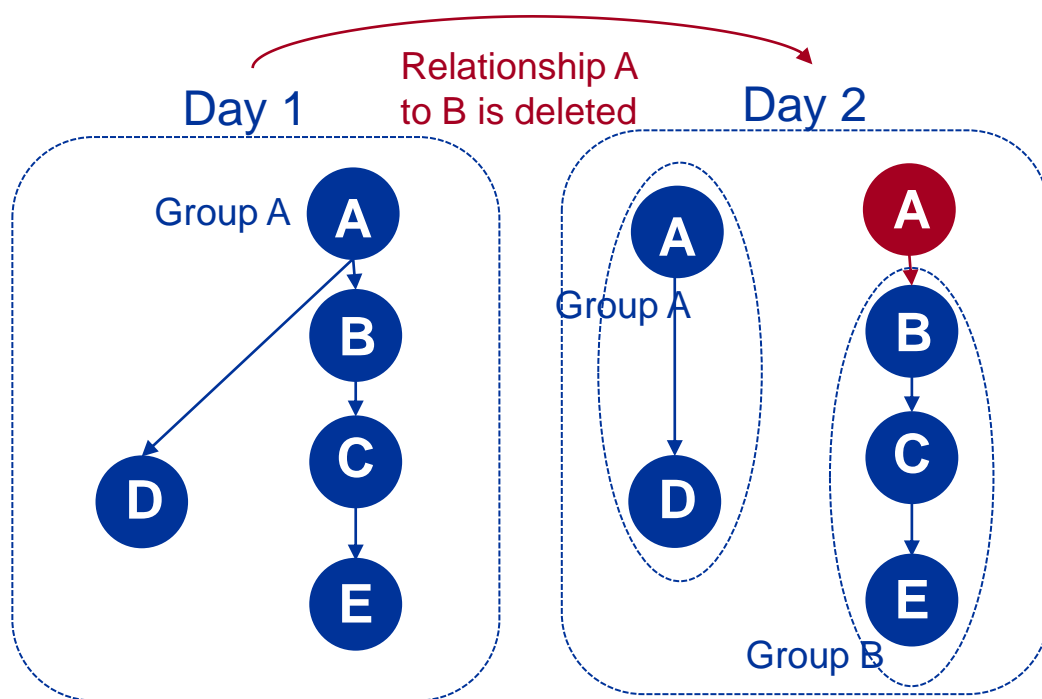 Relationship A
to B is deleted
Day 1
Day 2
Group A
A
B
C
D
E
A
Group A
D
A
B
C
E
Group B